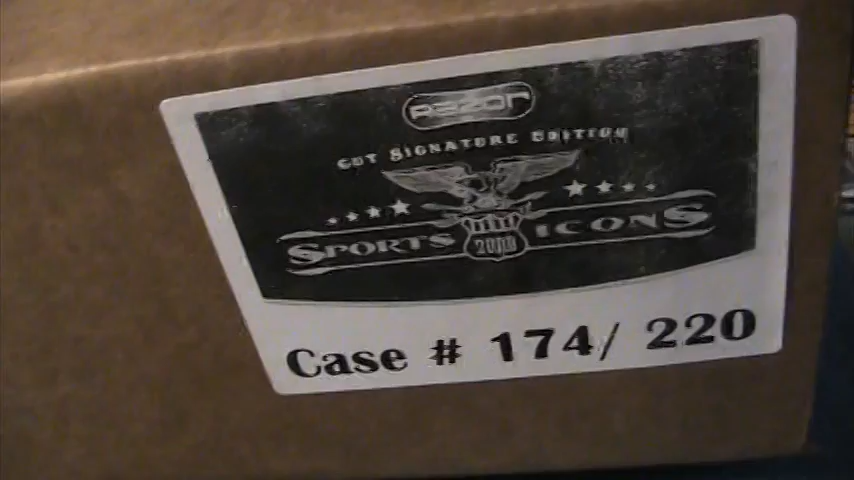 RAZOR
CUT SIGNATURE EDITION
SPORTS ICONS
2010
Case # 174/ 220